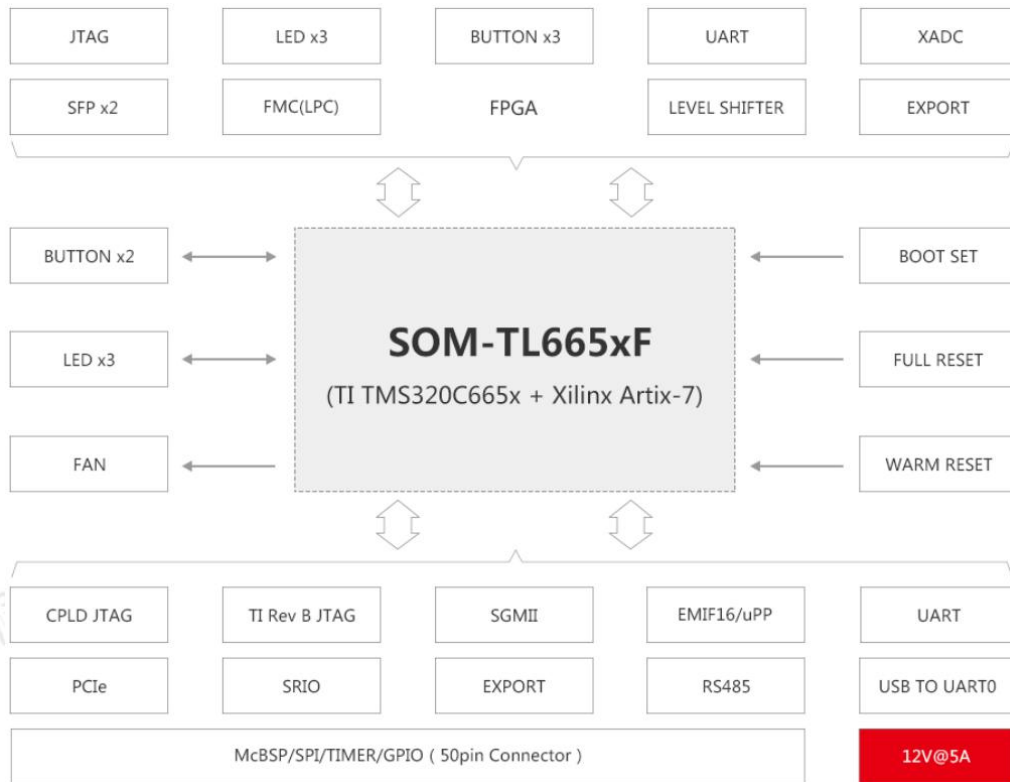 JTAG
LED x3
BUTTON x3
UART
XADC
SFP x2
FMC(LPC)
FPGA
LEVEL SHIFTER
EXPORT
BUTTON x2
BOOT SET
SOM-TL665xF
LED x3
FULL RESET
(TI TMS320C665x + Xilinx Artix-7)
FAN
WARM RESET
CPLD JTAG
TI Rev B JTAG
SGMII
EMIF16/uPP
UART
PCIe
SRIO
EXPORT
RS485
USB TO UART0
McBSP/SPI/TIMER/GPIO ( 50pin Connector )
12V@5A